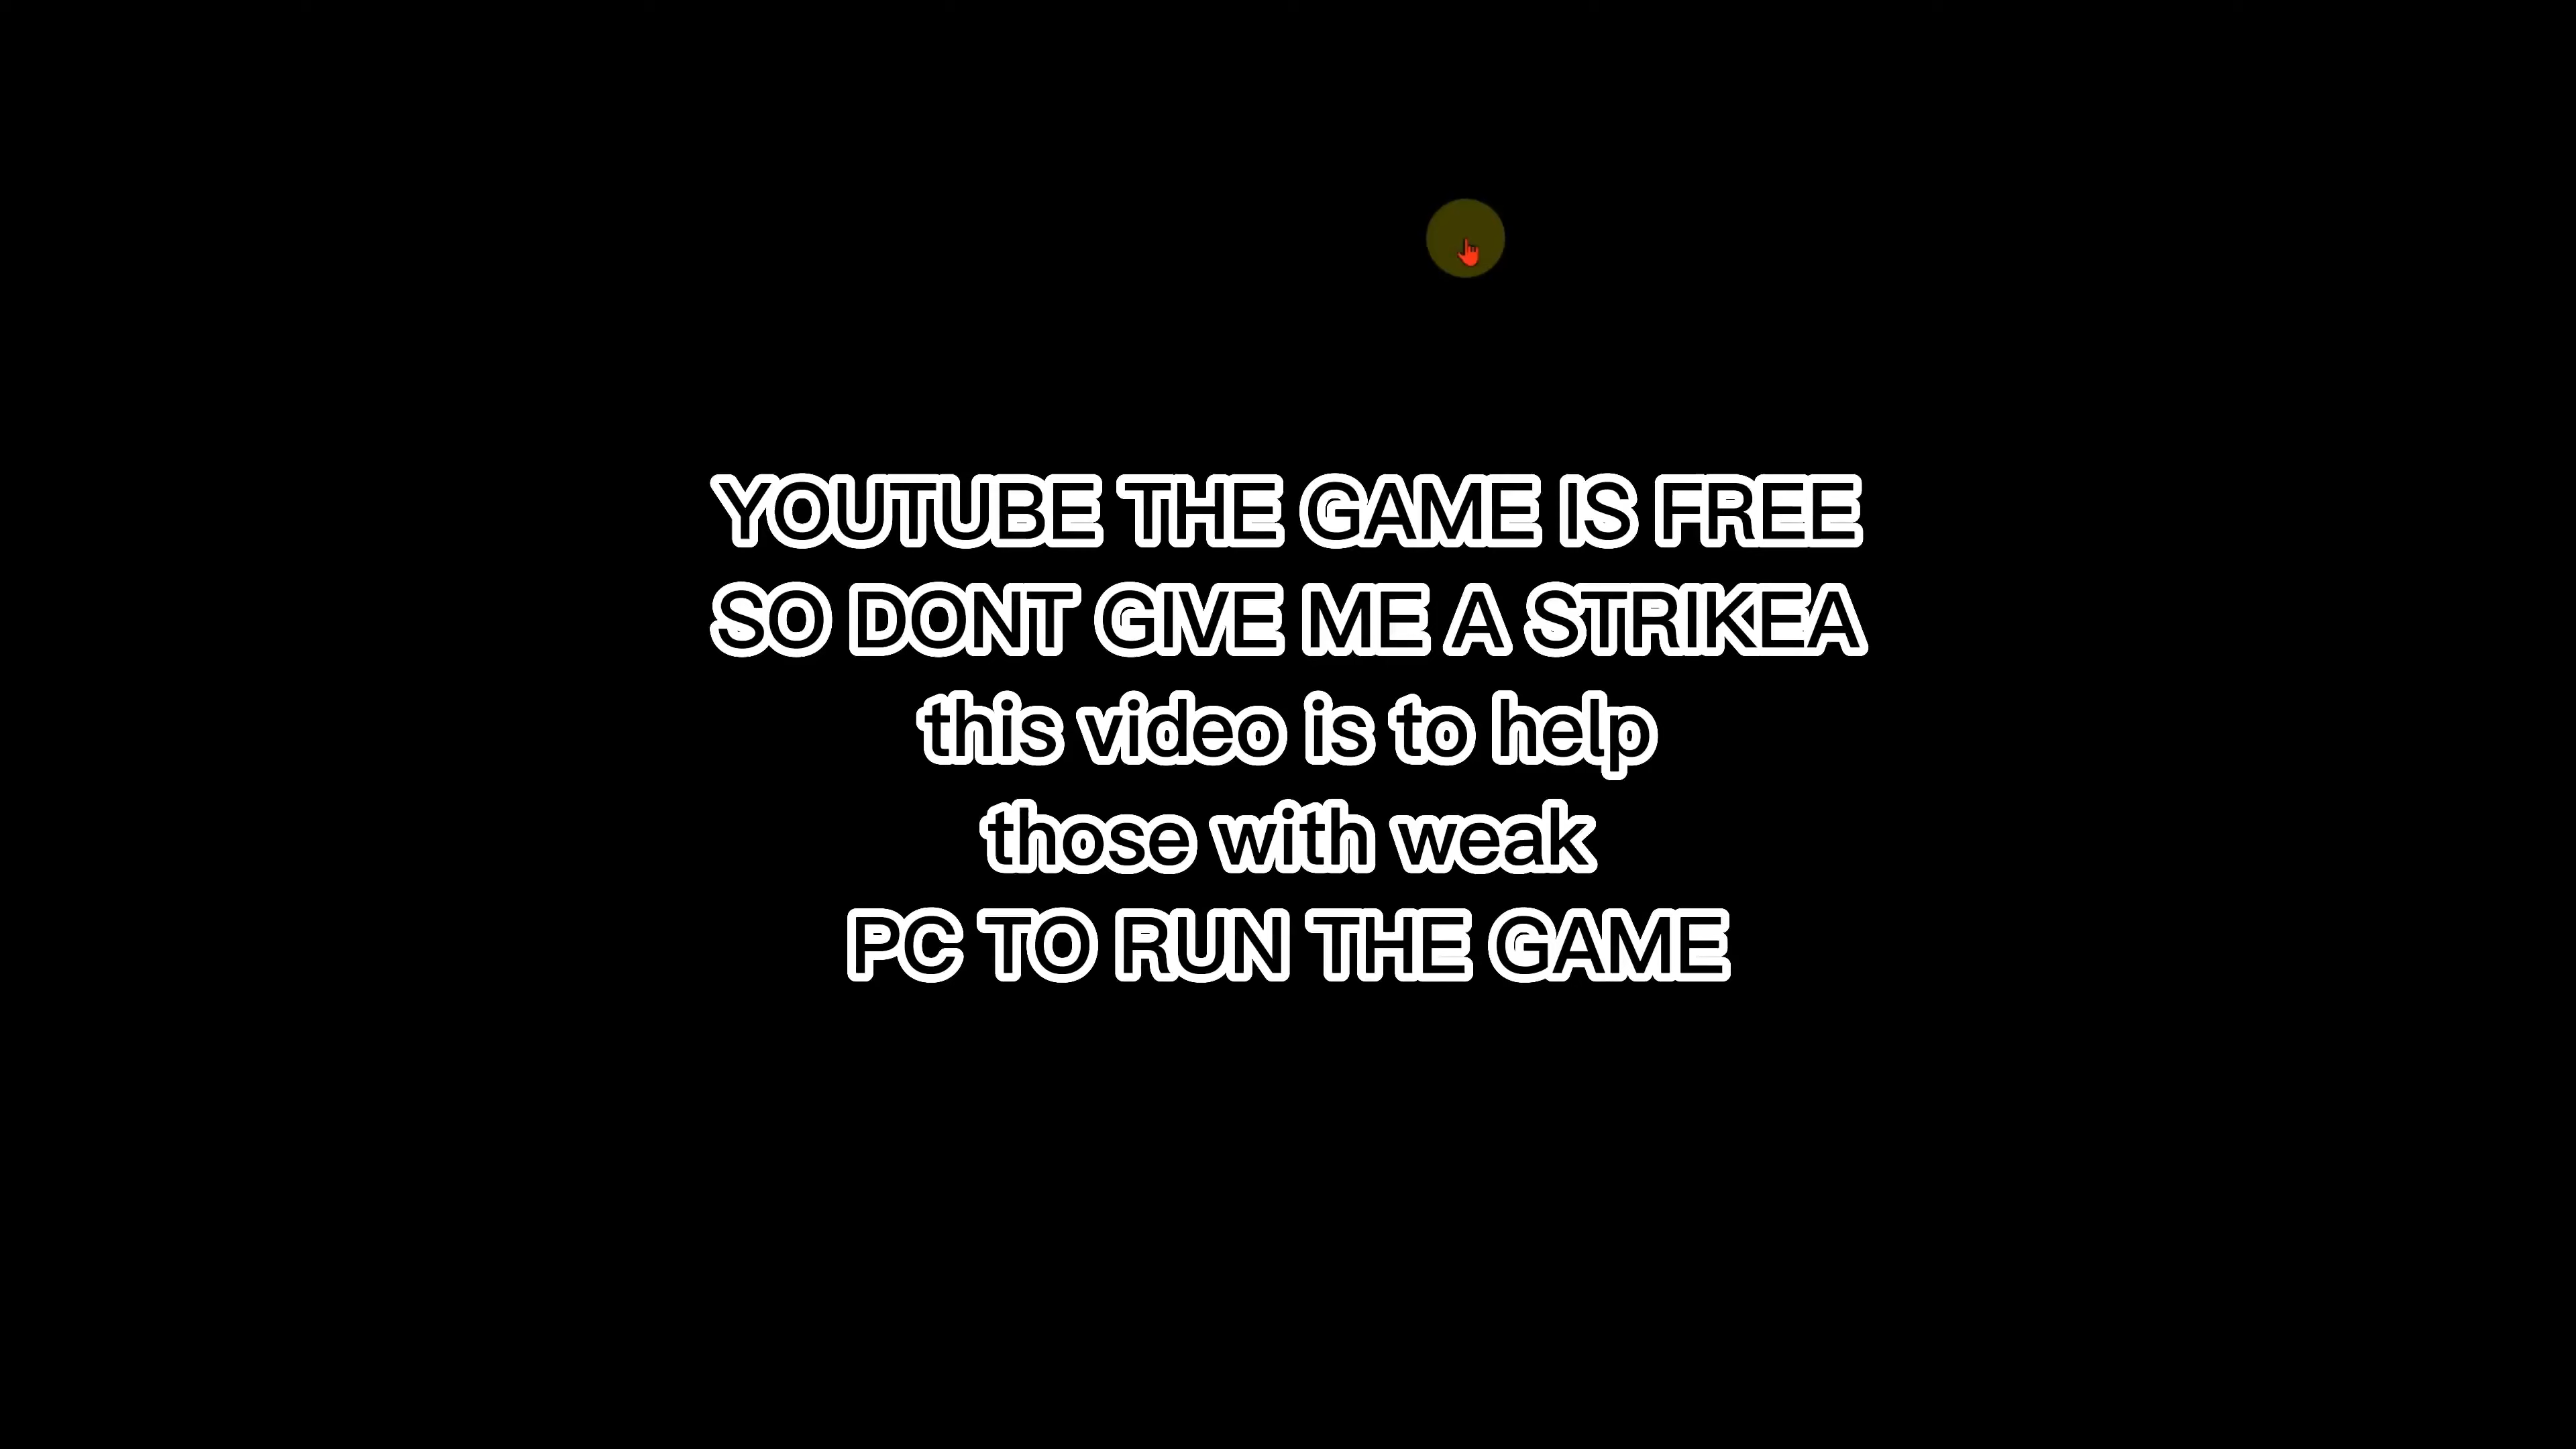 YOUTUBE THE GAME IS FREE
SO DONT GIVE ME A STRIKEA
this video is to help
those with weak
PC TO RUN THE GAME